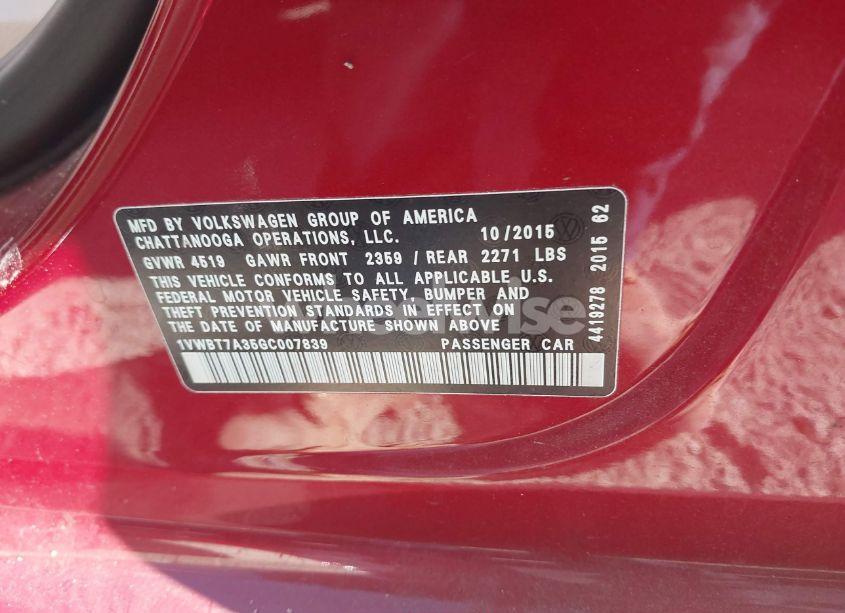 MFD BY VOLKSWAGEN GROUP OF AMERICA
CHATTANOOGA OPERATIONS, LLC. 10/2015
GVWR 4519 GAWR FRONT 2359 / REAR 2271 LBS
THIS VEHICLE CONFORMS TO ALL APPLICABLE U.S.
FEDERAL MOTOR VEHICLE SAFETY, BUMPER AND
THEFT PREVENTION STANDARDS IN EFFECT ON
THE DATE OF MANUFACTURE SHOWN ABOVE
1VWBT7A35GC007839 PASSENGER CAR
4419278 2015 62